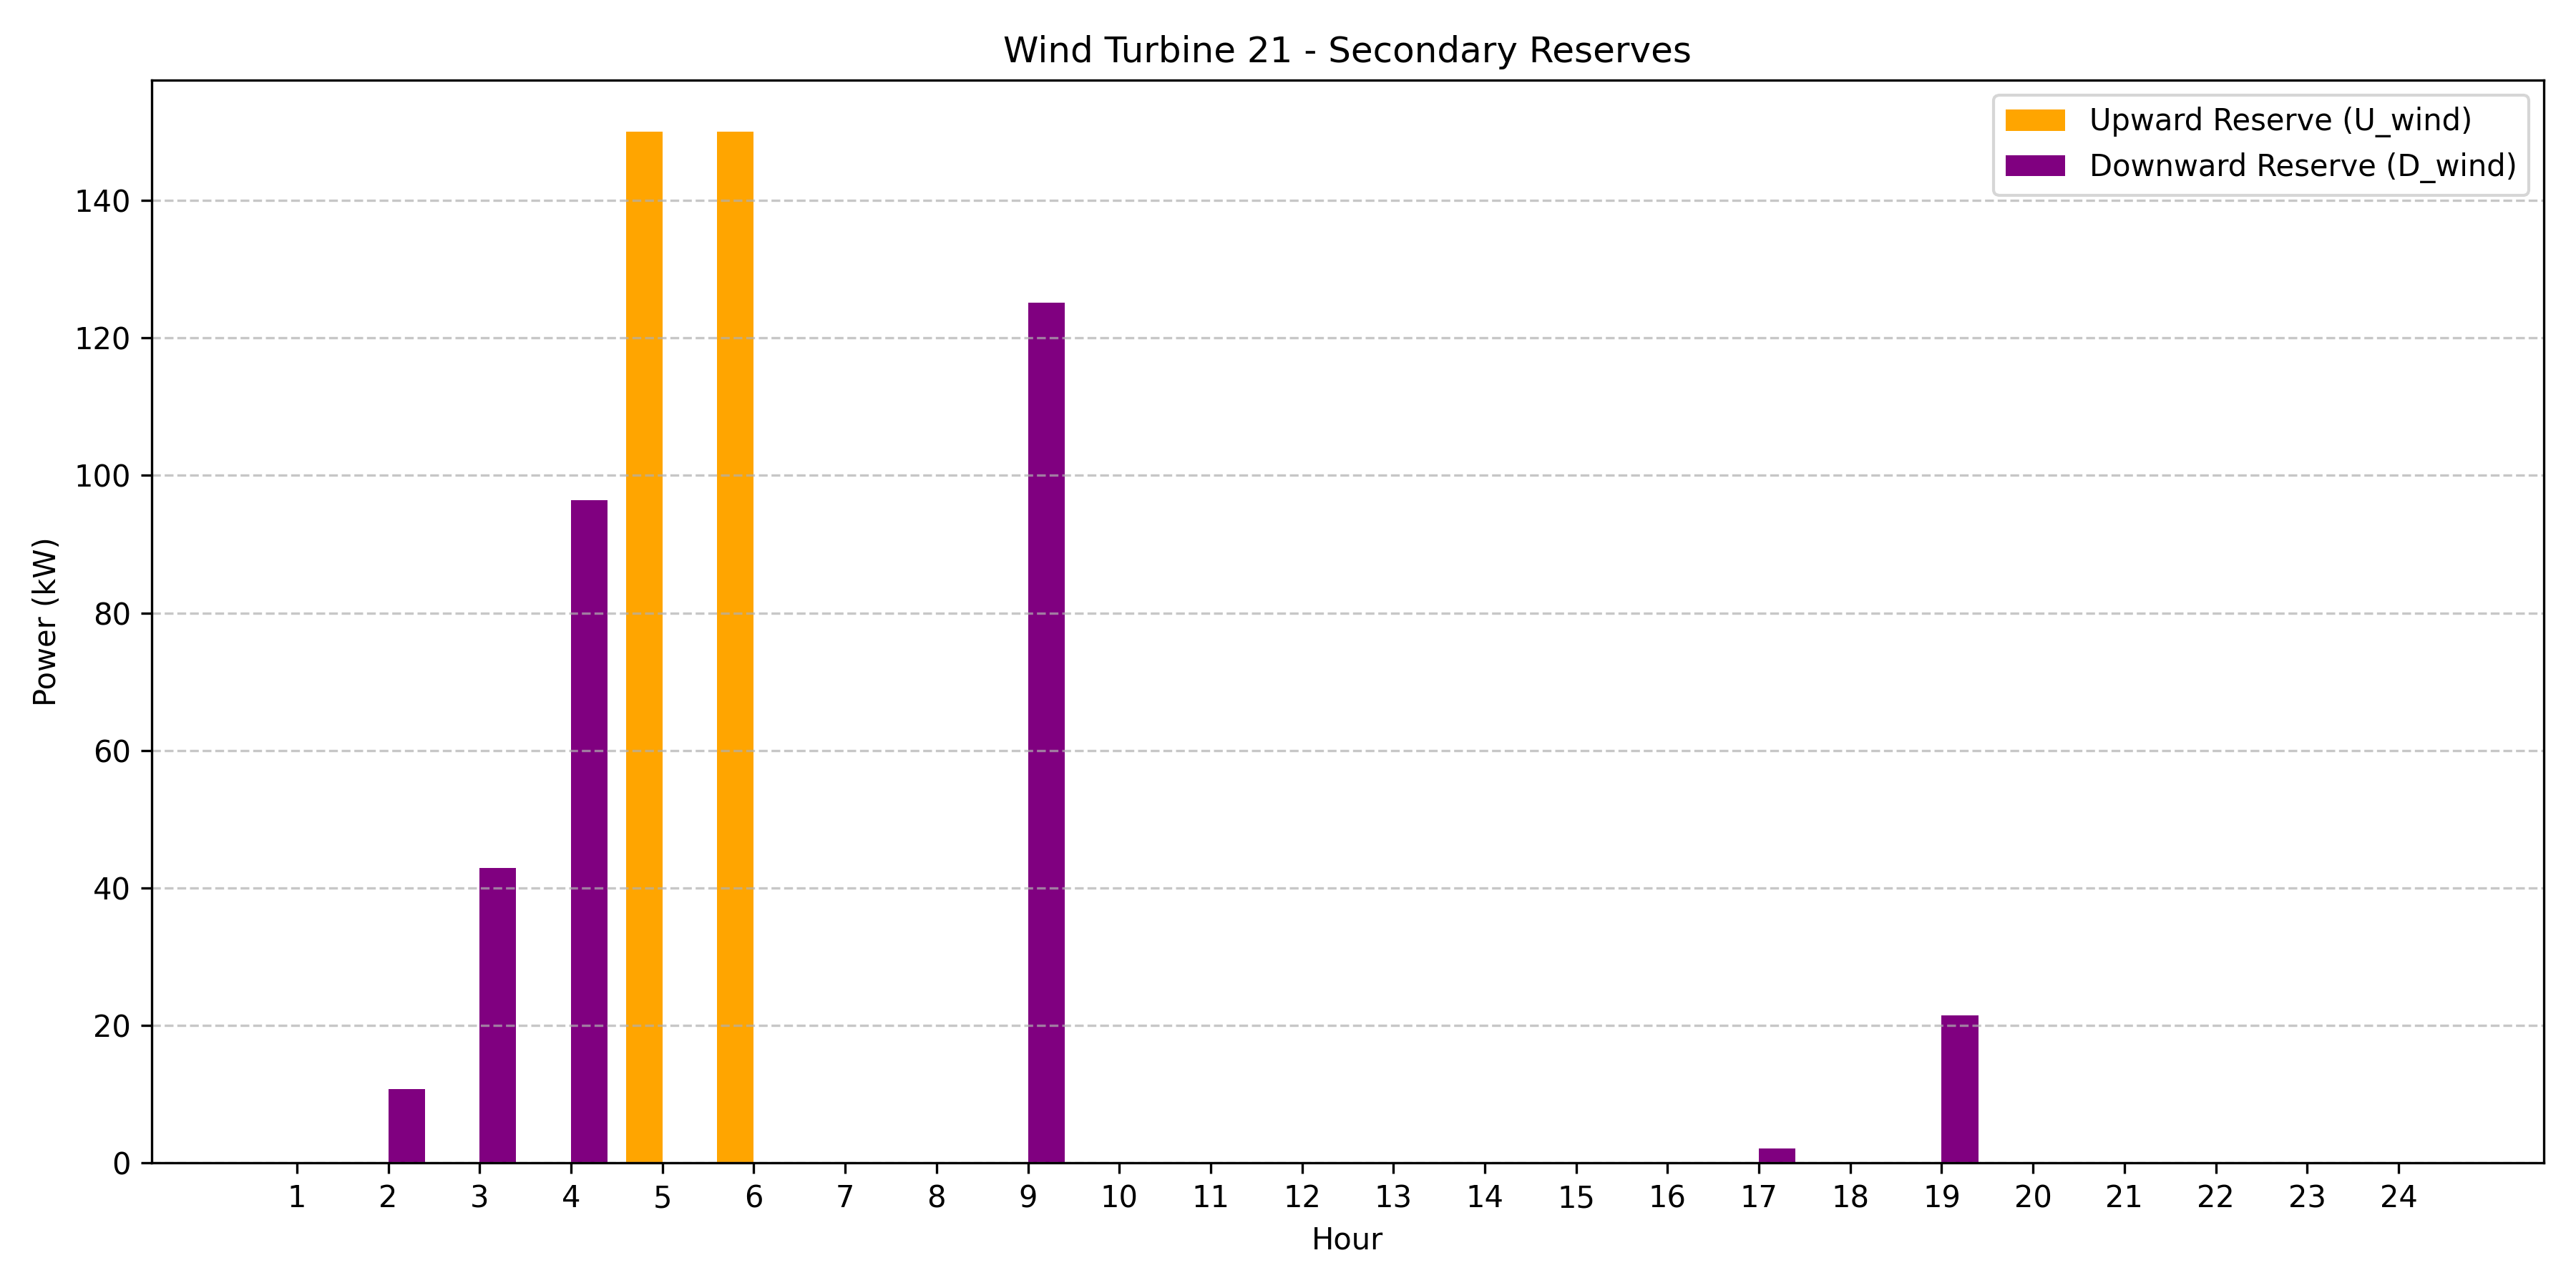 Wind Turbine 21 - Secondary Reserves
Upward Reserve (U_wind)
Downward Reserve (D_wind)
Power (kW)
140
120
100
80
60
40
20
0
1 2 3 4 5 6 7 8 9 10 11 12 13 14 15 16 17 18 19 20 21 22 23 24
Hour